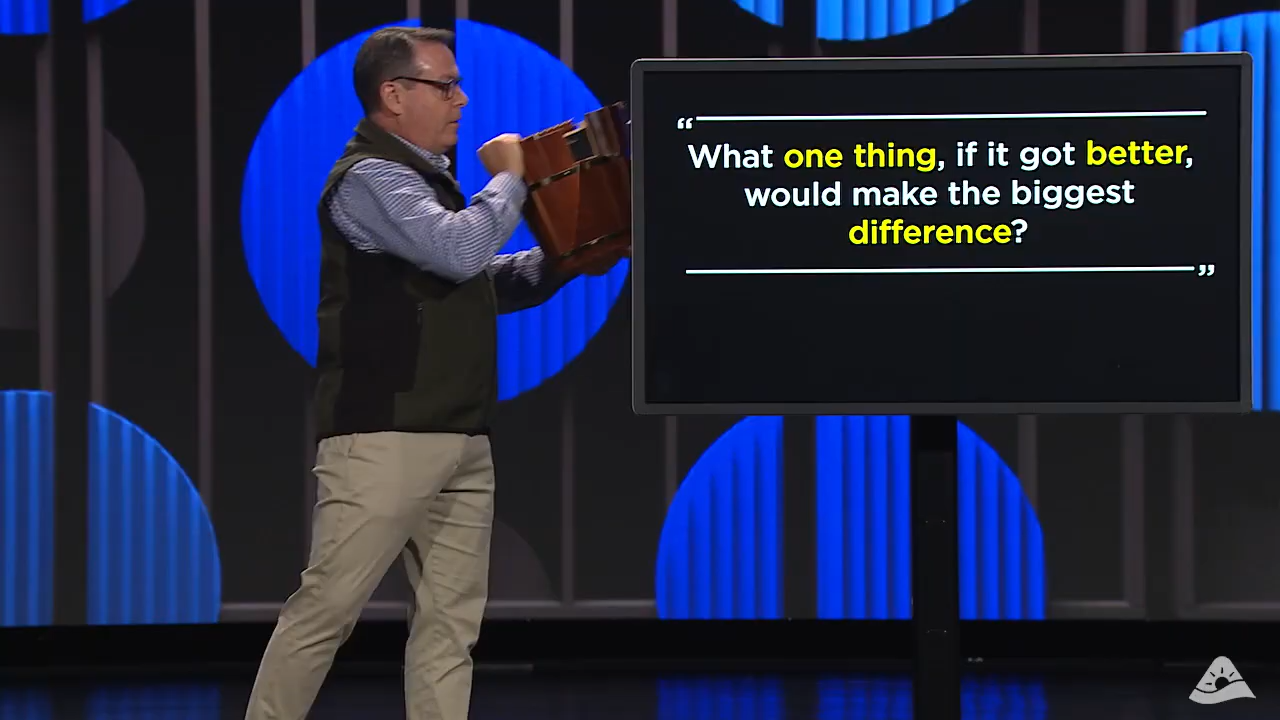 “
What one thing, if it got better,
would make the biggest
difference?
”